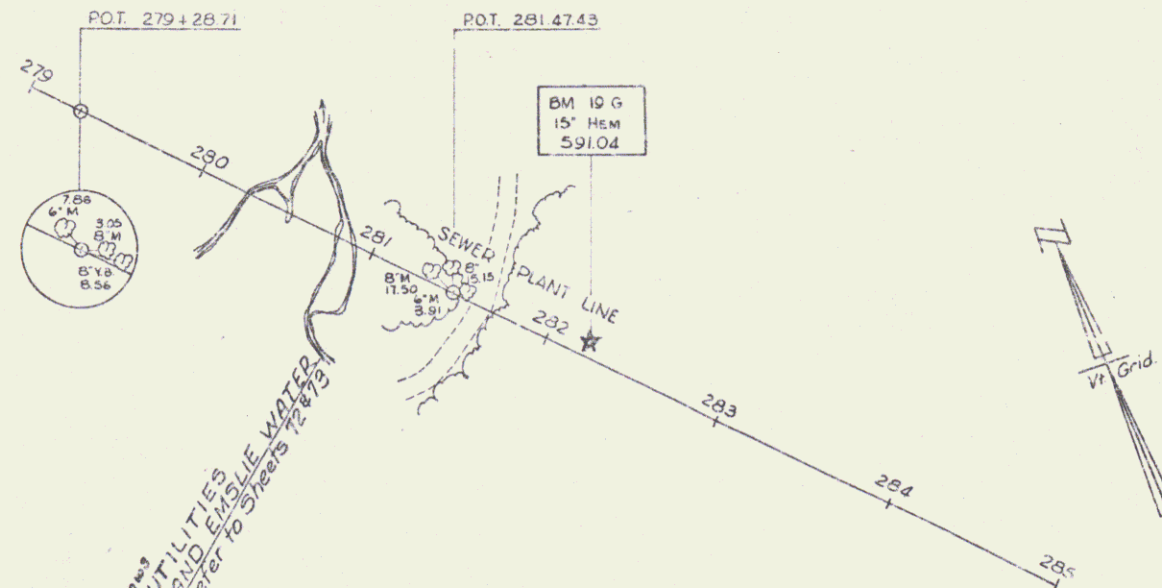 P.O.T. 279+28.71
P.O.T. 281.47.43
279
BM 19 G
15" HEM
591.04
280
7.86
6" M
3.05
8" M
8" Y.B.
8.56
281
SEWER PLANT LINE
8" M
17.50
8"
5.15
6" M
8.91
282
283
284
285
Vt. Grid.
UTILITIES
AND EMSLIE WATER
Refer to Sheets 72&73